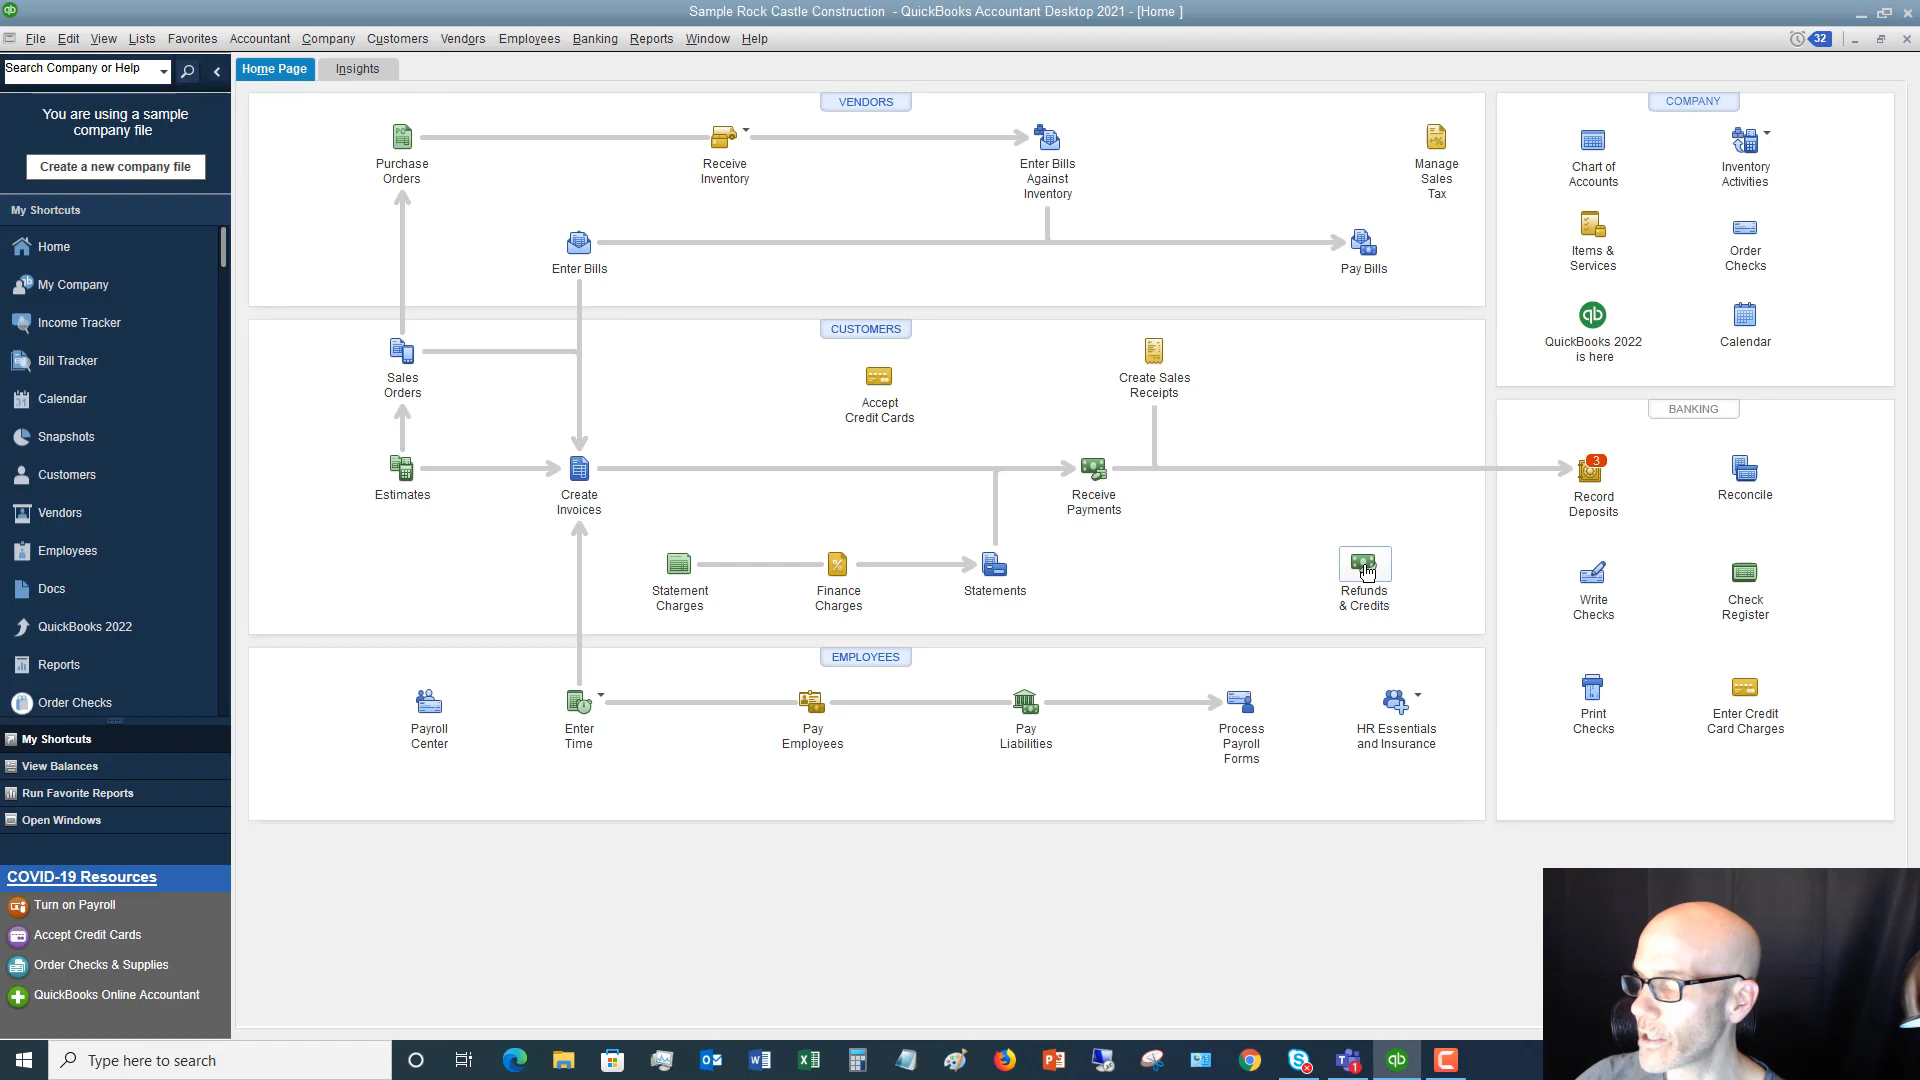 Sample Rock Castle Construction - QuickBooks Accountant Desktop 2021 - [Home ]
File Edit View Lists Favorites Accountant Company Customers Vendors Employees Banking Reports Window Help
32
Search Company or Help
Home Page Insights
You are using a sample
company file
Create a new company file
My Shortcuts
Home
My Company
Income Tracker
Bill Tracker
Calendar
Snapshots
Customers
Vendors
Employees
Docs
QuickBooks 2022
Reports
Order Checks
My Shortcuts
View Balances
Run Favorite Reports
Open Windows
COVID-19 Resources
Turn on Payroll
Accept Credit Cards
Order Checks & Supplies
QuickBooks Online Accountant
VENDORS
Purchase
Orders
Receive
Inventory
Enter Bills
Against
Inventory
Manage
Sales
Tax
Enter Bills
Pay Bills
CUSTOMERS
Sales
Orders
Accept
Credit Cards
Create Sales
Receipts
Estimates
Create
Invoices
Receive
Payments
Statement
Charges
Finance
Charges
Statements
Refunds
& Credits
EMPLOYEES
Payroll
Center
Enter
Time
Pay
Employees
Pay
Liabilities
Process
Payroll
Forms
HR Essentials
and Insurance
COMPANY
Chart of
Accounts
Inventory
Activities
Items &
Services
Order
Checks
qb
QuickBooks 2022
is here
Calendar
BANKING
3
Record
Deposits
Reconcile
Write
Checks
Check
Register
Print
Checks
Enter Credit
Card Charges
Type here to search